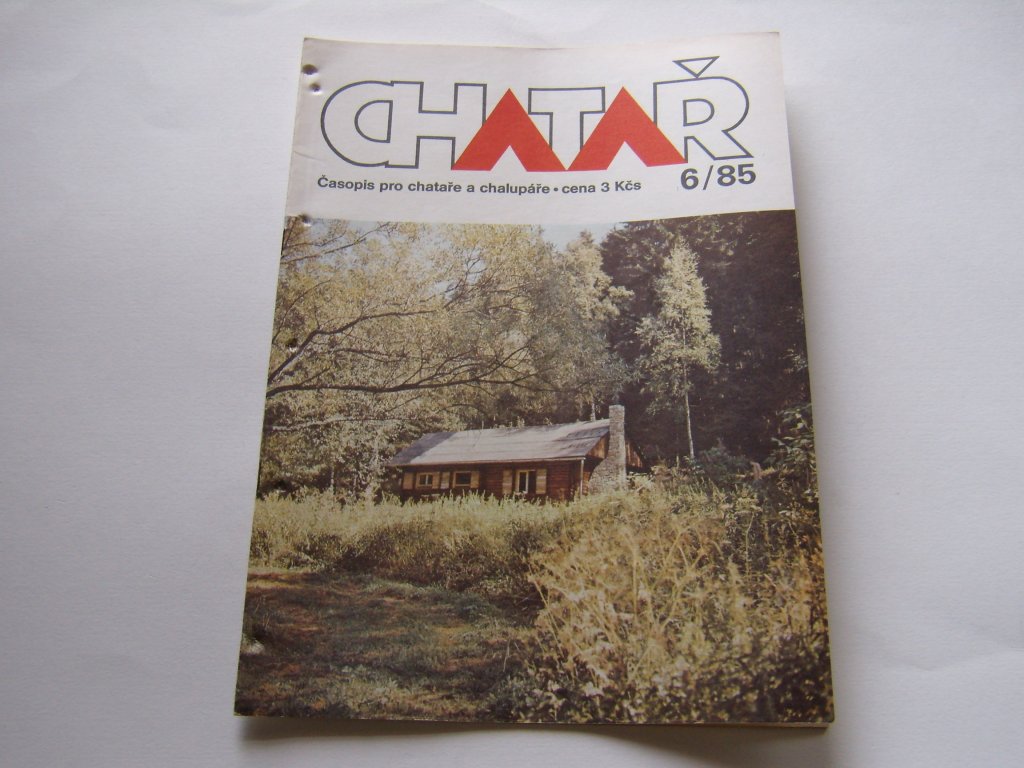 CHATAŘ
Časopis pro chataře a chalupáře • cena 3 Kčs
6/85